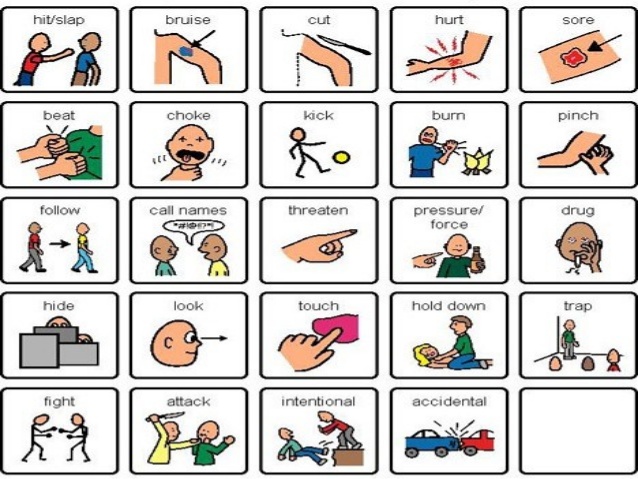 hit/slap
bruise
cut
hurt
sore
beat
choke
kick
burn
pinch
follow
call names
*#!@!?*!
threaten
pressure/
force
drug
hide
look
touch
hold down
trap
fight
attack
intentional
accidental